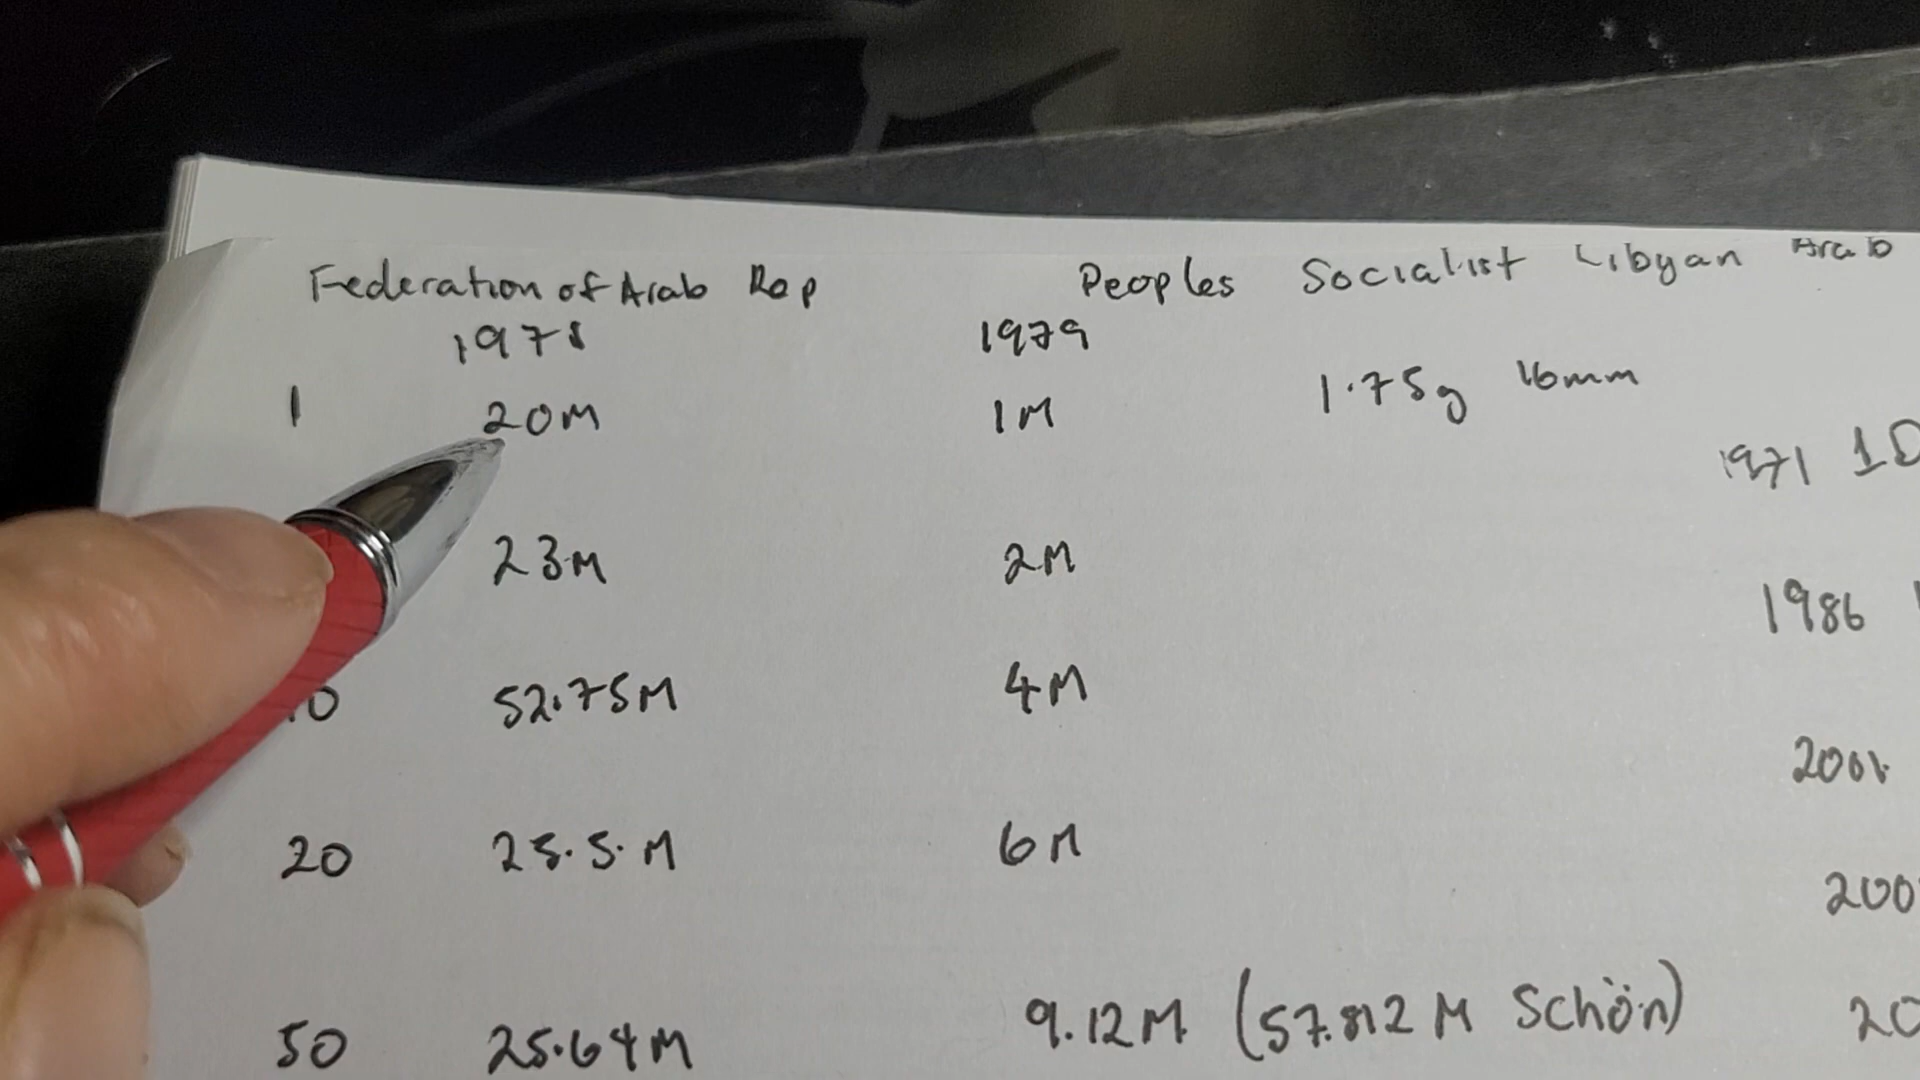 Federation of Arab Rep Peoples Socialist Libyan Arab
1975 1979
1 20M 1M 1.75g 16mm
1971
23M 2M
1986
52.75M 4M
20 25.5.M 6M
50 25.64M 9.12M (57.812M Schön)